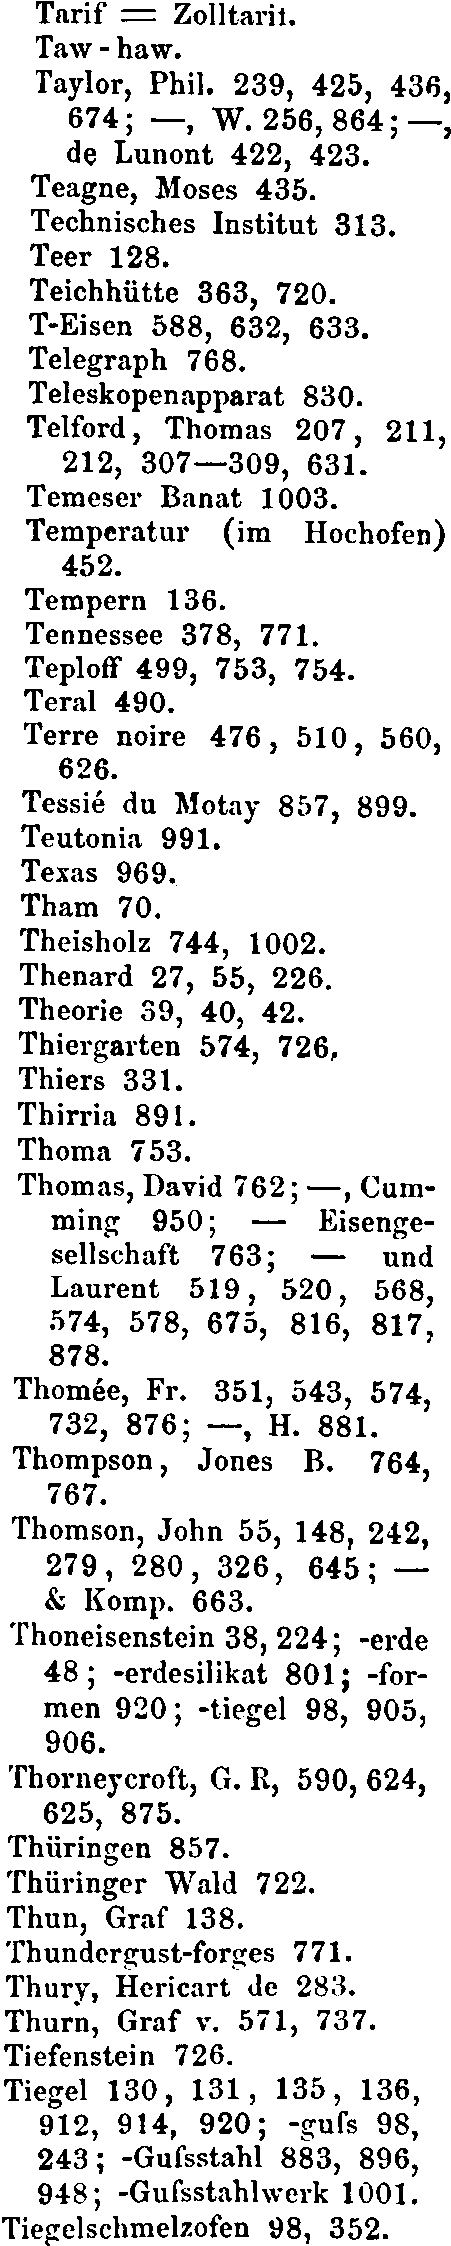 Tarif = Zolltarif.
Taw-haw.
Taylor, Phil. 239, 425, 436,
674; —, W. 256, 864; —,
de Lunont 422, 423.
Teagne, Moses 435.
Technisches Institut 313.
Teer 128.
Teichhütte 363, 720.
T-Eisen 588, 632, 633.
Telegraph 768.
Teleskopenapparat 830.
Telford, Thomas 207, 211,
212, 307—309, 631.
Temeser Banat 1003.
Temperatur (im Hochofen)
452.
Tempern 136.
Tennessee 378, 771.
Teploff 499, 753, 754.
Teral 490.
Terre noire 476, 510, 560,
626.
Tessié du Motay 857, 899.
Teutonia 991.
Texas 969.
Tham 70.
Theisholz 744, 1002.
Thenard 27, 55, 226.
Theorie 39, 40, 42.
Thiergarten 574, 726.
Thiers 331.
Thirria 891.
Thoma 753.
Thomas, David 762; —, Cum-
ming 950; — Eisenge-
sellschaft 763; — und
Laurent 519, 520, 568,
574, 578, 675, 816, 817,
878.
Thomée, Fr. 351, 543, 574,
732, 876; —, H. 881.
Thompson, Jones B. 764,
767.
Thomson, John 55, 148, 242,
279, 280, 326, 645; —
& Komp. 663.
Thoneisenstein 38, 224; -erde
48; -erdesilikat 801; -for-
men 920; -tiegel 98, 905,
906.
Thorneycroft, G. R, 590, 624,
625, 875.
Thüringen 857.
Thüringer Wald 722.
Thun, Graf 138.
Thundergust-forges 771.
Thury, Hericart de 283.
Thurn, Graf v. 571, 737.
Tiefenstein 726.
Tiegel 130, 131, 135, 136,
912, 914, 920; -guſs 98,
243; -Guſsstahl 883, 896,
948; -Guſsstahlwerk 1001.
Tiegelschmelzofen 98, 352.